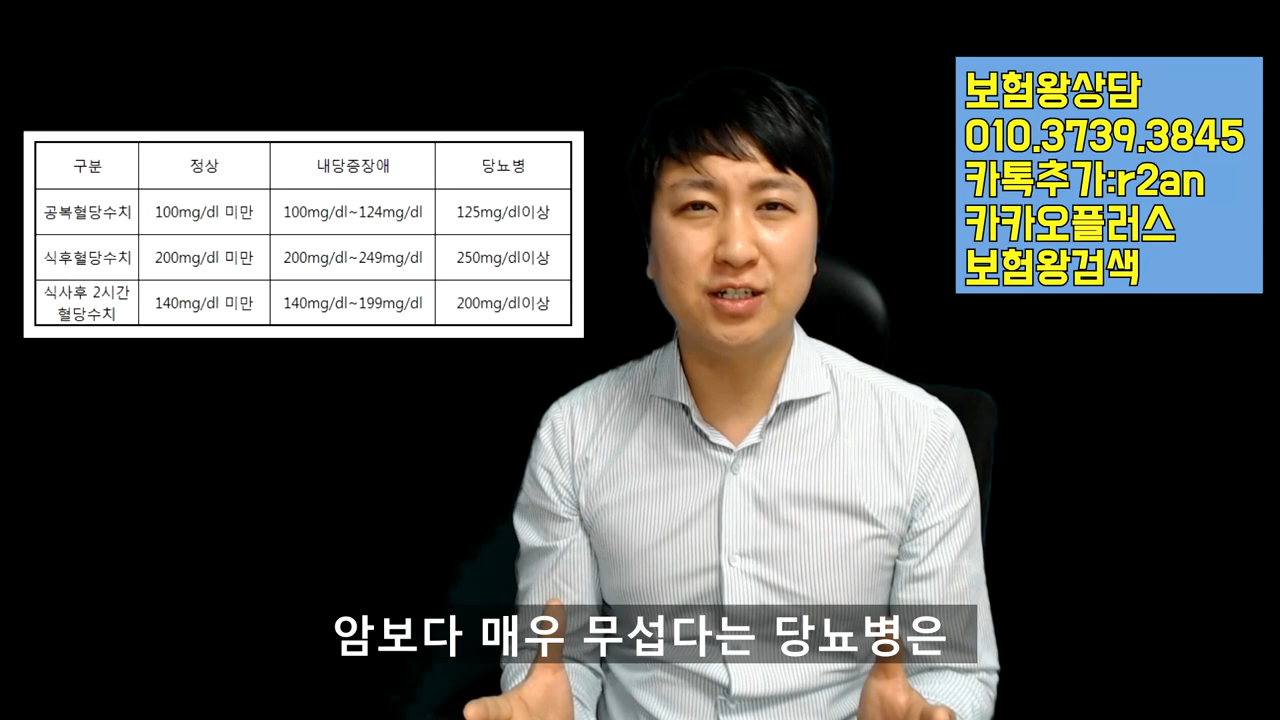 구분 정상 내당증장애 당뇨병
공복혈당수치 100mg/dl 미만 100mg/dl~124mg/dl 125mg/dl이상
식후혈당수치 200mg/dl 미만 200mg/dl~249mg/dl 250mg/dl이상
식사후 2시간
혈당수치 140mg/dl 미만 140mg/dl~199mg/dl 200mg/dl이상
보험왕상담
010.3739.3845
카톡추가:r2an
카카오플러스
보험왕검색
암보다 매우 무섭다는 당뇨병은